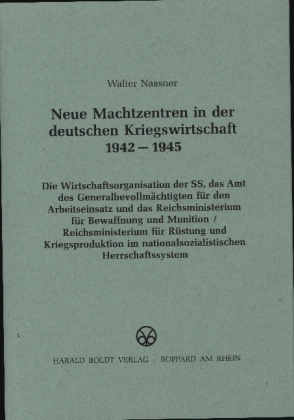 Walter Naasner
Neue Machtzentren in der
deutschen Kriegswirtschaft
1942 – 1945
Die Wirtschaftsorganisation der SS, das Amt
des Generalbevollmächtigten für den
Arbeitseinsatz und das Reichsministerium
für Bewaffnung und Munition /
Reichsministerium für Rüstung und
Kriegsproduktion im nationalsozialistischen
Herrschaftssystem
HARALD BOLDT VERLAG · BOPPARD AM RHEIN